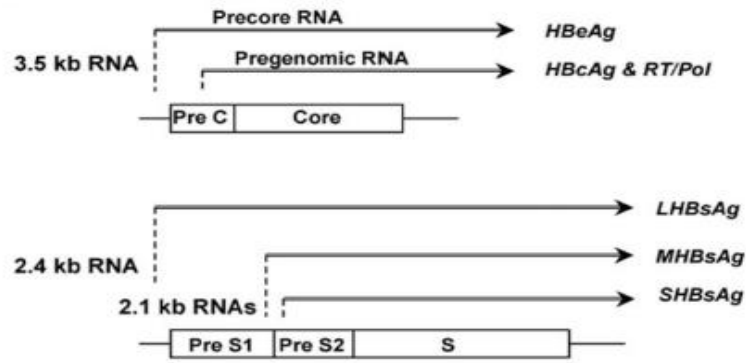 Precore RNA
HBeAg
3.5 kb RNA
Pregenomic RNA
HBcAg & RT/Pol
Pre C
Core
LHBsAg
2.4 kb RNA
MHBsAg
2.1 kb RNAs
SHBsAg
Pre S1
Pre S2
S